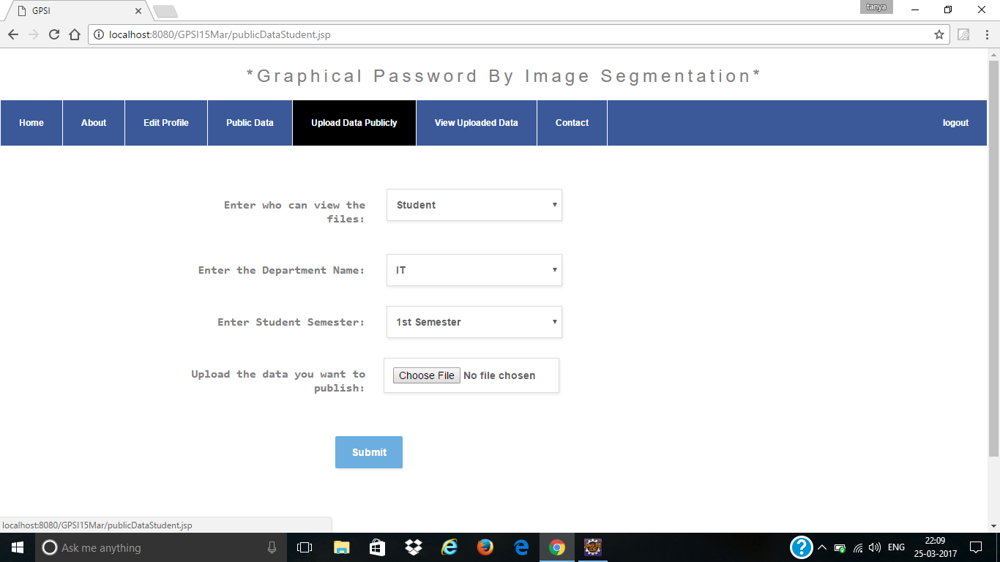 GPSI
tanya
localhost:8080/GPSI15Mar/publicDataStudent.jsp
*Graphical Password By Image Segmentation*
Home About Edit Profile Public Data Upload Data Publicly View Uploaded Data Contact logout
Enter who can view the
files:
Student
Enter the Department Name:
IT
Enter Student Semester:
1st Semester
Upload the data you want to
publish:
Choose File No file chosen
Submit
localhost:8080/GPSI15Mar/publicDataStudent.jsp
Ask me anything
ENG
22:09
25-03-2017